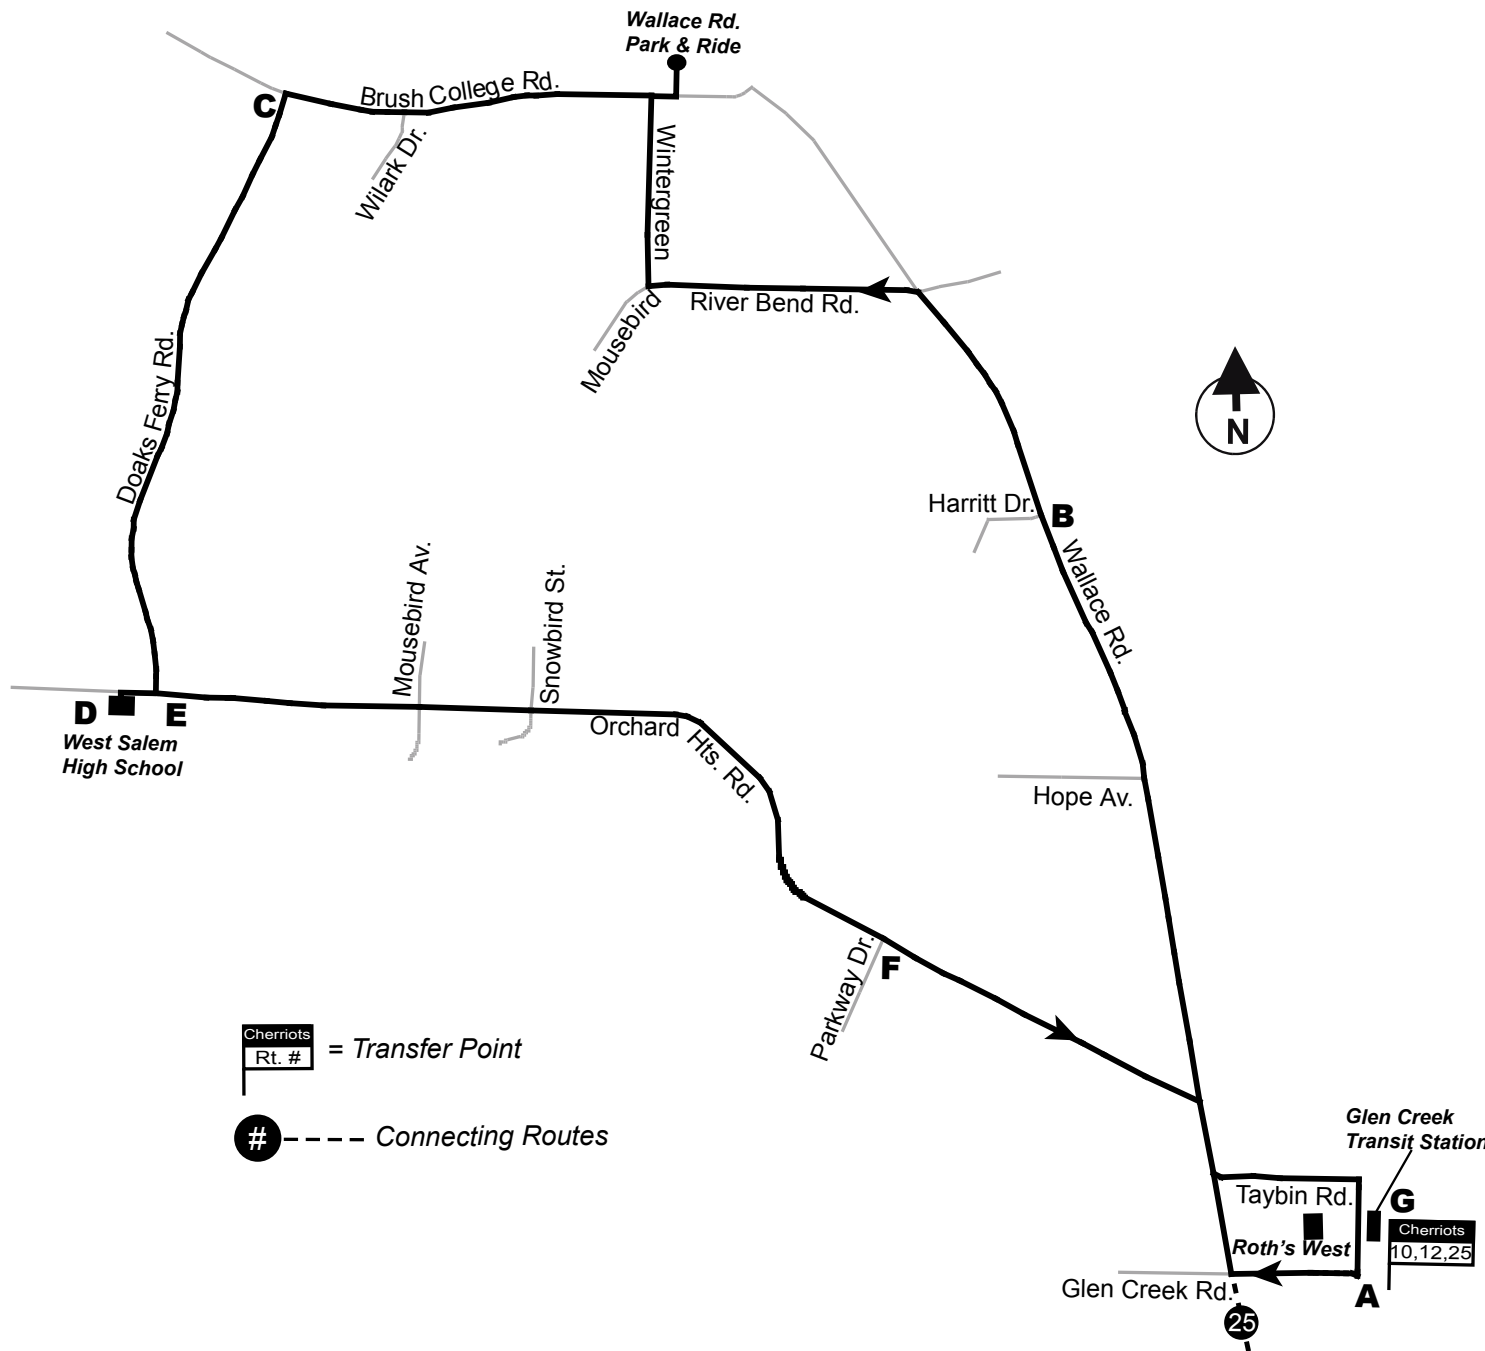 Wallace Rd.
Park & Ride
C
Brush College Rd.
Wilark Dr.
Wintergreen
River Bend Rd.
Mousebird
Doaks Ferry Rd.
N
Harritt Dr.
B
Wallace Rd.
Mousebird Av.
Snowbird St.
D
E
West Salem
High School
Orchard Hts. Rd.
Hope Av.
Parkway Dr.
F
Cherriots
Rt. #
= Transfer Point
#
Connecting Routes
Glen Creek
Transit Station
Taybin Rd.
G
Cherriots
10,12,25
Roth's West
Glen Creek Rd.
A
25